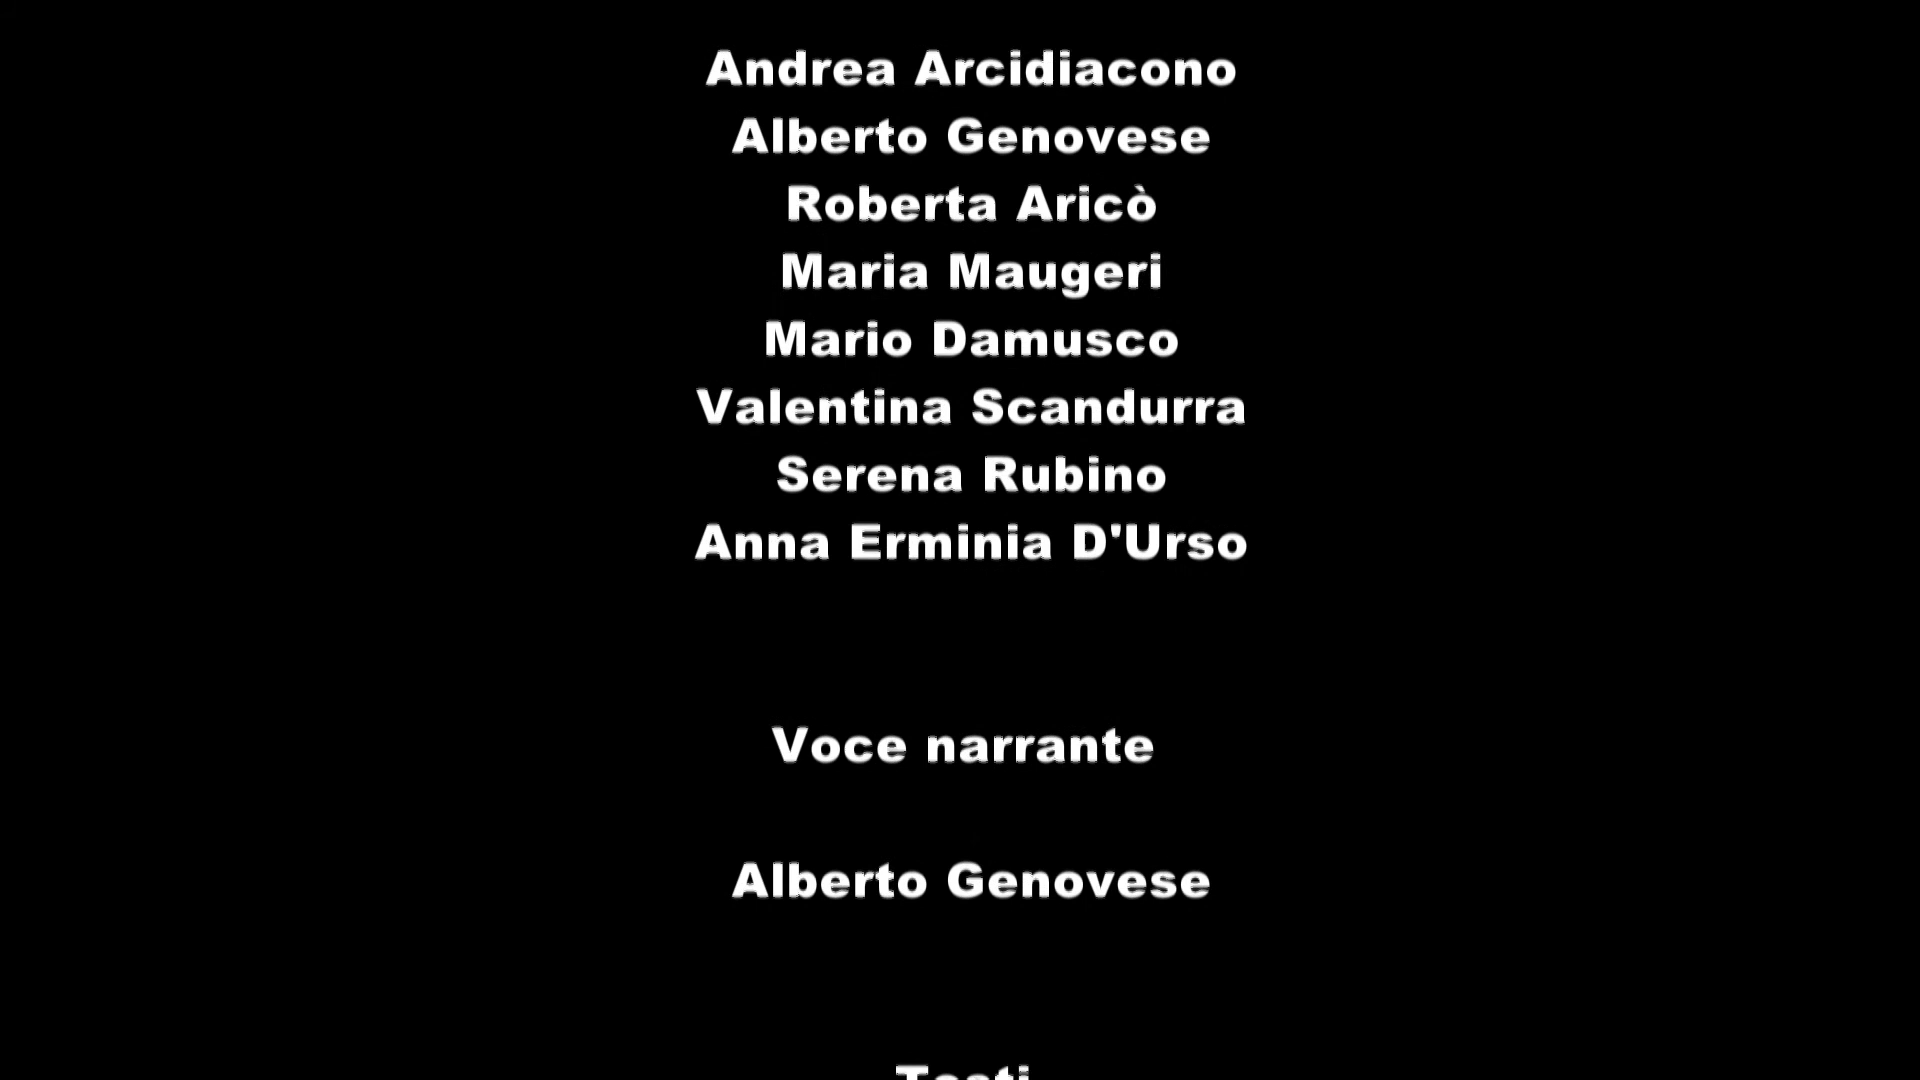 Andrea Arcidiacono
Alberto Genovese
Roberta Aricò
Maria Maugeri
Mario Damusco
Valentina Scandurra
Serena Rubino
Anna Erminia D'Urso
Voce narrante
Alberto Genovese
Testi